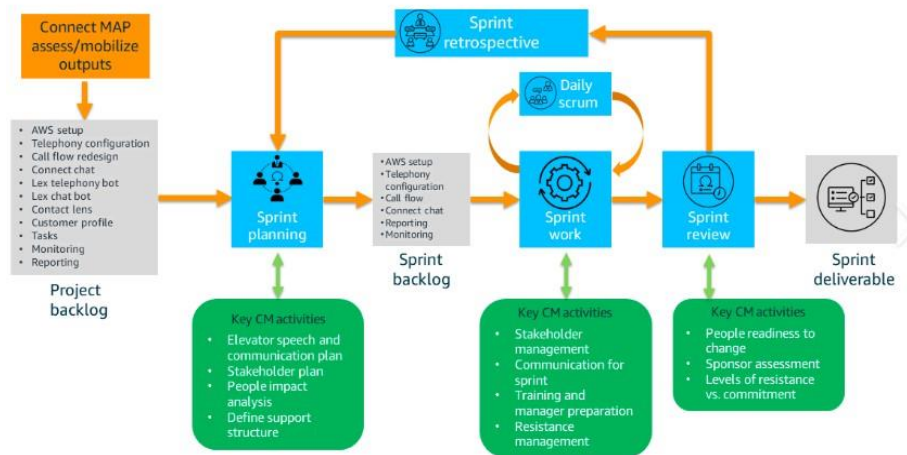 Connect MAP
assess/mobilize
outputs
Sprint
retrospective
Daily
scrum
• AWS setup
• Telephony configuration
• Call flow redesign
• Connect chat
• Lex telephony bot
• Lex chat bot
• Contact lens
• Customer profile
• Tasks
• Monitoring
• Reporting
Project
backlog
Sprint
planning
•AWS setup
•Telephony
configuration
•Call flow
•Connect chat
•Reporting
•Monitoring
Sprint
backlog
Sprint
work
Sprint
review
Sprint
deliverable
Key CM activities
• Elevator speech and
communication plan
• Stakeholder plan
• People impact
analysis
• Define support
structure
Key CM activities
• Stakeholder
management
• Communication for
sprint
• Training and
manager preparation
• Resistance
management
Key CM activities
• People readiness to
change
• Sponsor assessment
• Levels of resistance
vs. commitment